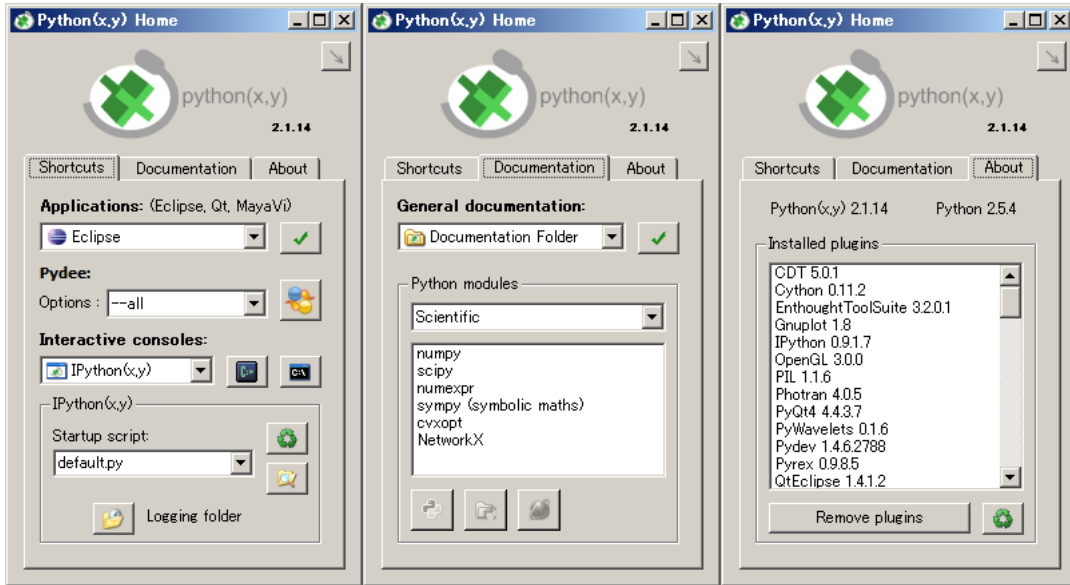 Python(x,y) Home
python(x,y)
2.1.14
Shortcuts Documentation About
Applications: (Eclipse, Qt, MayaVi)
Eclipse
Pydee:
Options : --all
Interactive consoles:
IPython(x,y)
IPython(x,y)
Startup script:
default.py
Logging folder
Python(x,y) Home
python(x,y)
2.1.14
Shortcuts Documentation About
General documentation:
Documentation Folder
Python modules
Scientific
numpy
scipy
numexpr
sympy (symbolic maths)
cvxopt
NetworkX
Python(x,y) Home
python(x,y)
2.1.14
Shortcuts Documentation About
Python(x,y) 2.1.14 Python 2.5.4
Installed plugins
CDT 5.0.1
Cython 0.11.2
EnthoughtToolSuite 3.2.0.1
Gnuplot 1.8
IPython 0.9.1.7
OpenGL 3.0.0
PIL 1.1.6
Photran 4.0.5
PyQt4 4.4.3.7
PyWavelets 0.1.6
Pydev 1.4.6.2788
Pyrex 0.9.8.5
QtEclipse 1.4.1.2
Remove plugins